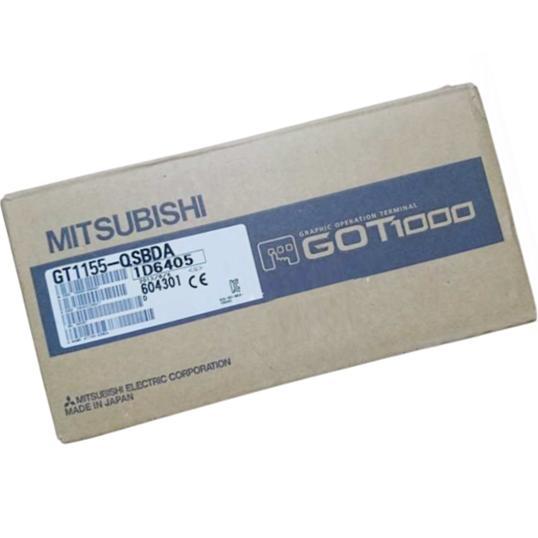 MITSUBISHI
GRAPHIC OPERATION TERMINAL
GOT1000
GT1155-QSBDA
1D6405
604301 CE
MITSUBISHI ELECTRIC CORPORATION
MADE IN JAPAN